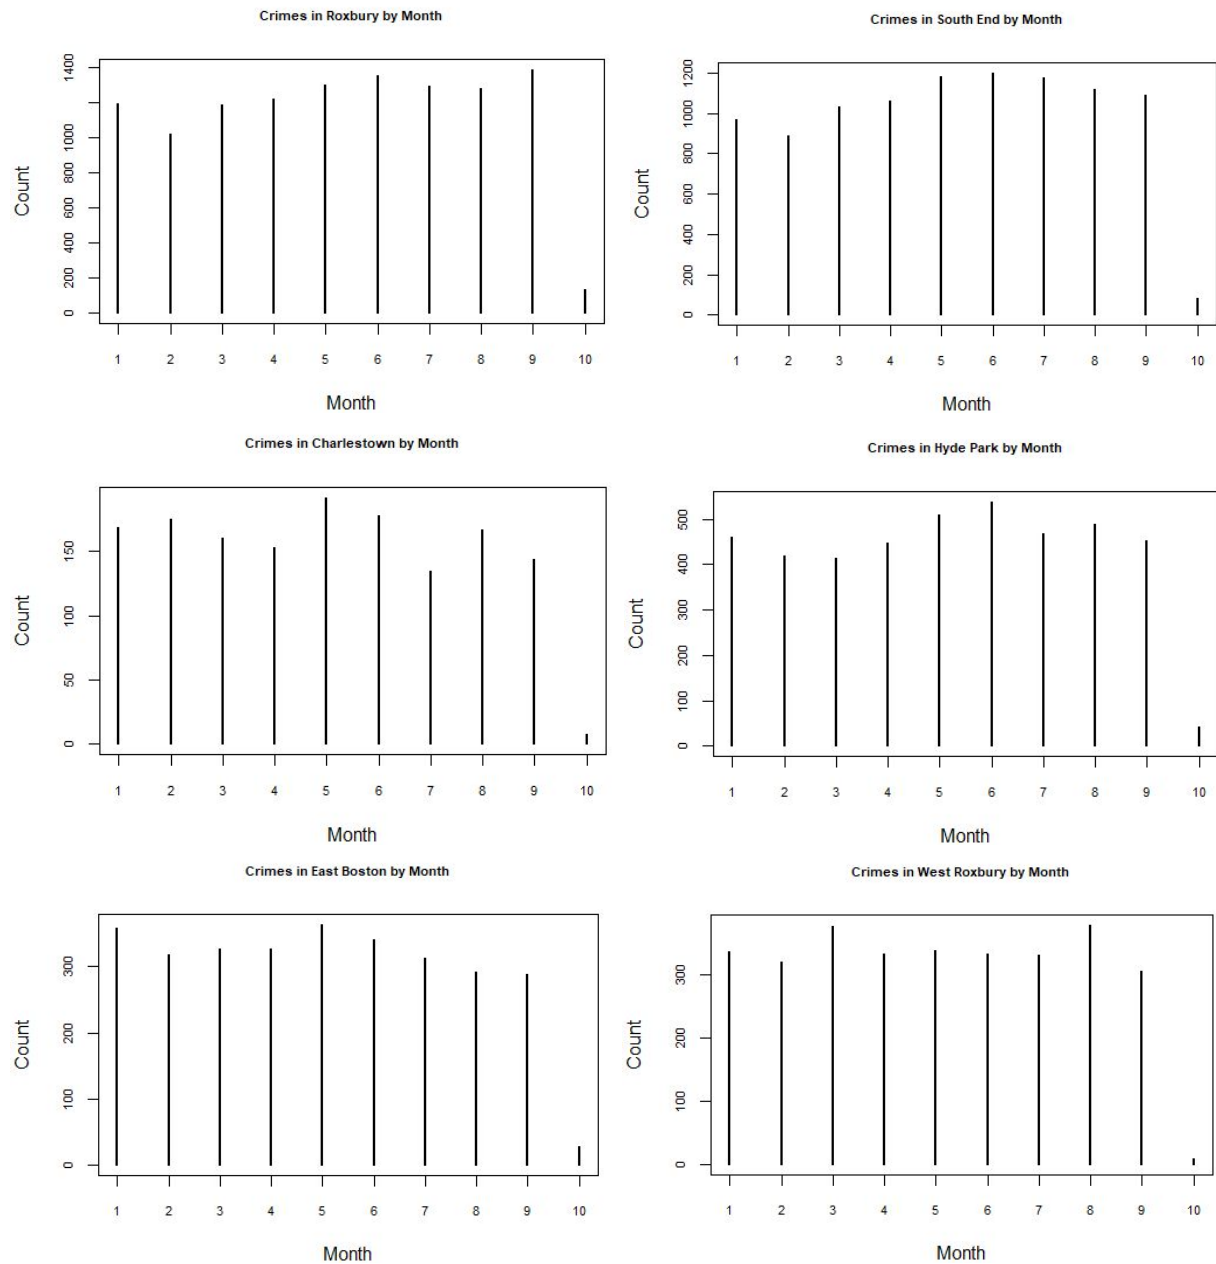 Crimes in Roxbury by Month
Count
0 200 400 600 800 1000 1400
1 2 3 4 5 6 7 8 9 10
Month
Crimes in South End by Month
Count
0 200 400 600 800 1000 1200
1 2 3 4 5 6 7 8 9 10
Month
Crimes in Charlestown by Month
Count
0 50 100 150
1 2 3 4 5 6 7 8 9 10
Month
Crimes in Hyde Park by Month
Count
0 100 200 300 400 500
1 2 3 4 5 6 7 8 9 10
Month
Crimes in East Boston by Month
Count
0 100 200 300
1 2 3 4 5 6 7 8 9 10
Month
Crimes in West Roxbury by Month
Count
0 100 200 300
1 2 3 4 5 6 7 8 9 10
Month